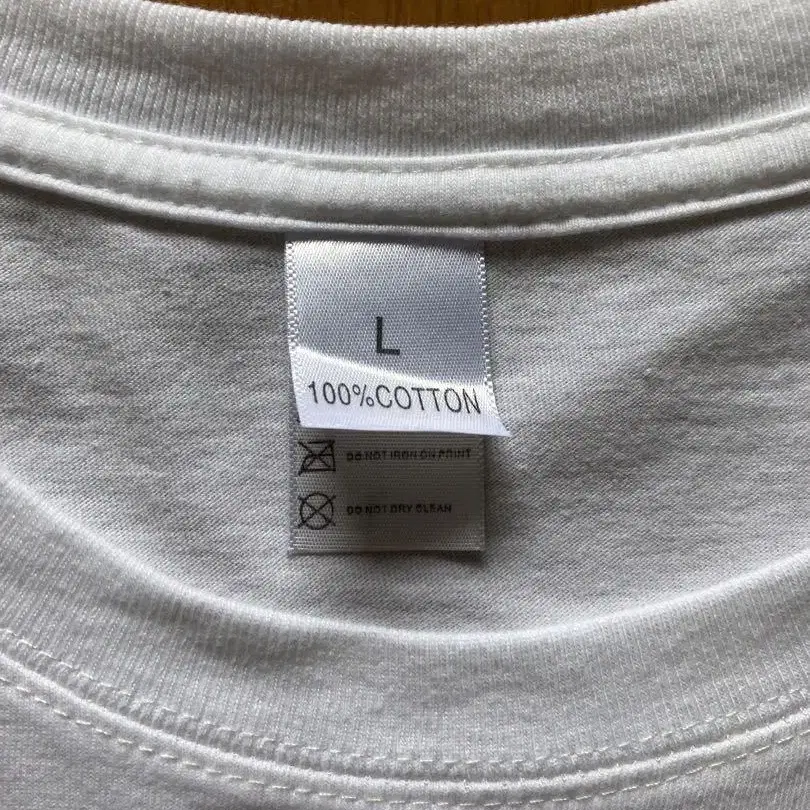 L
100%COTTON
DO NOT IRON ON PRINT
DO NOT DRY CLEAN